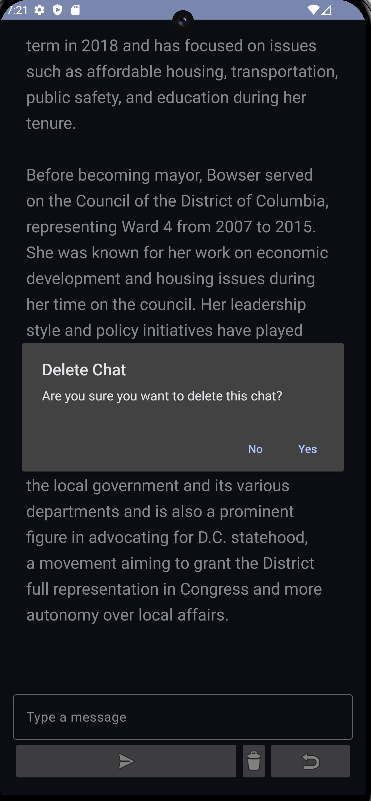 7:21
term in 2018 and has focused on issues
such as affordable housing, transportation,
public safety, and education during her
tenure.
Before becoming mayor, Bowser served
on the Council of the District of Columbia,
representing Ward 4 from 2007 to 2015.
She was known for her work on economic
development and housing issues during
her time on the council. Her leadership
style and policy initiatives have played
Delete Chat
Are you sure you want to delete this chat?
No Yes
the local government and its various
departments and is also a prominent
figure in advocating for D.C. statehood,
a movement aiming to grant the District
full representation in Congress and more
autonomy over local affairs.
Type a message